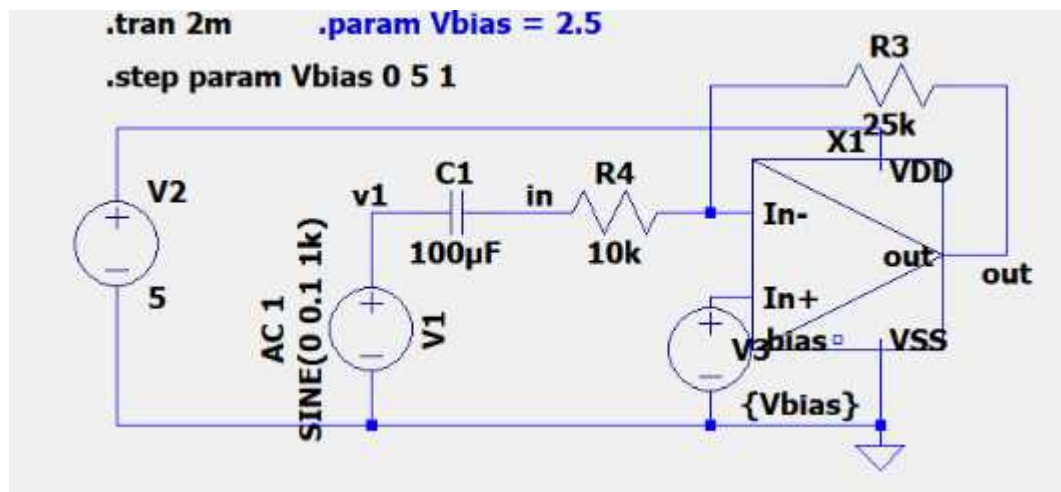 .tran 2m .param Vbias = 2.5
.step param Vbias 0 5 1
R3
25k
X1
VDD
V2
5
v1
C1
100µF
in
R4
10k
In-
out
out
In+
bias
VSS
V3
{Vbias}
V1
AC 1
SINE(0 0.1 1k)